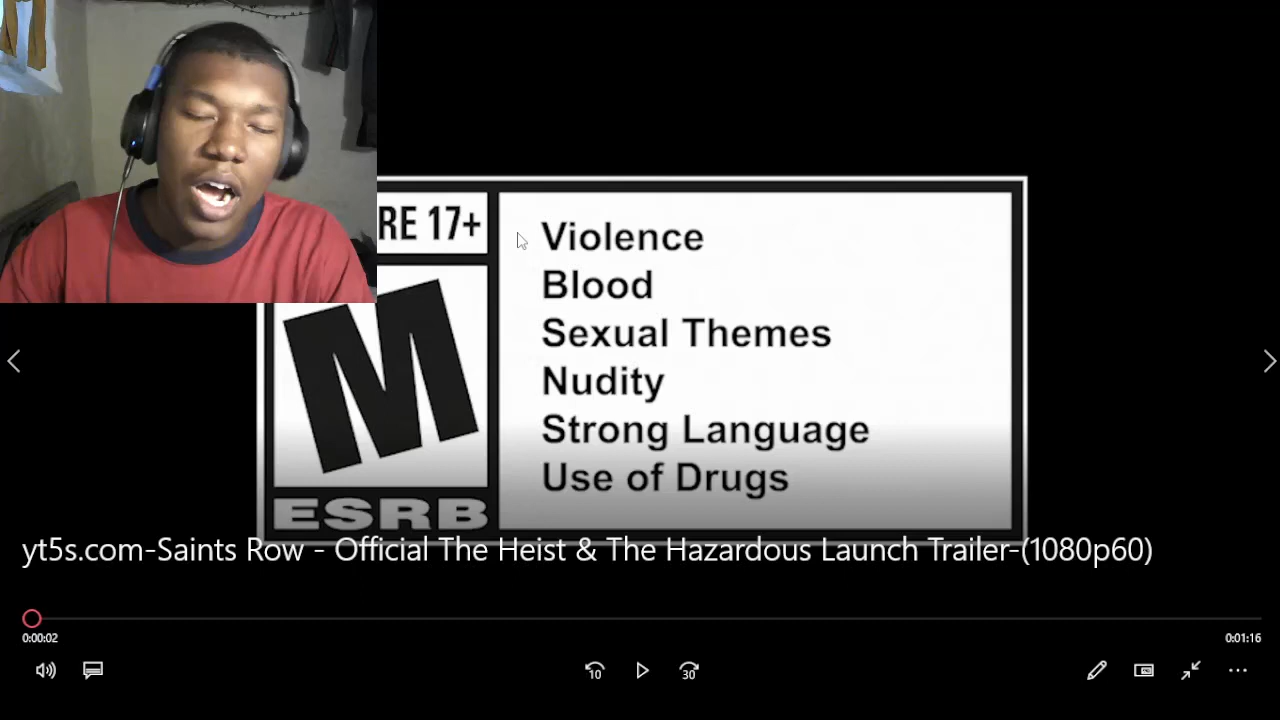 RE 17+
M
ESRB
Violence
Blood
Sexual Themes
Nudity
Strong Language
Use of Drugs
yt5s.com-Saints Row - Official The Heist & The Hazardous Launch Trailer-(1080p60)
0:00:02
0:01:16
10
30